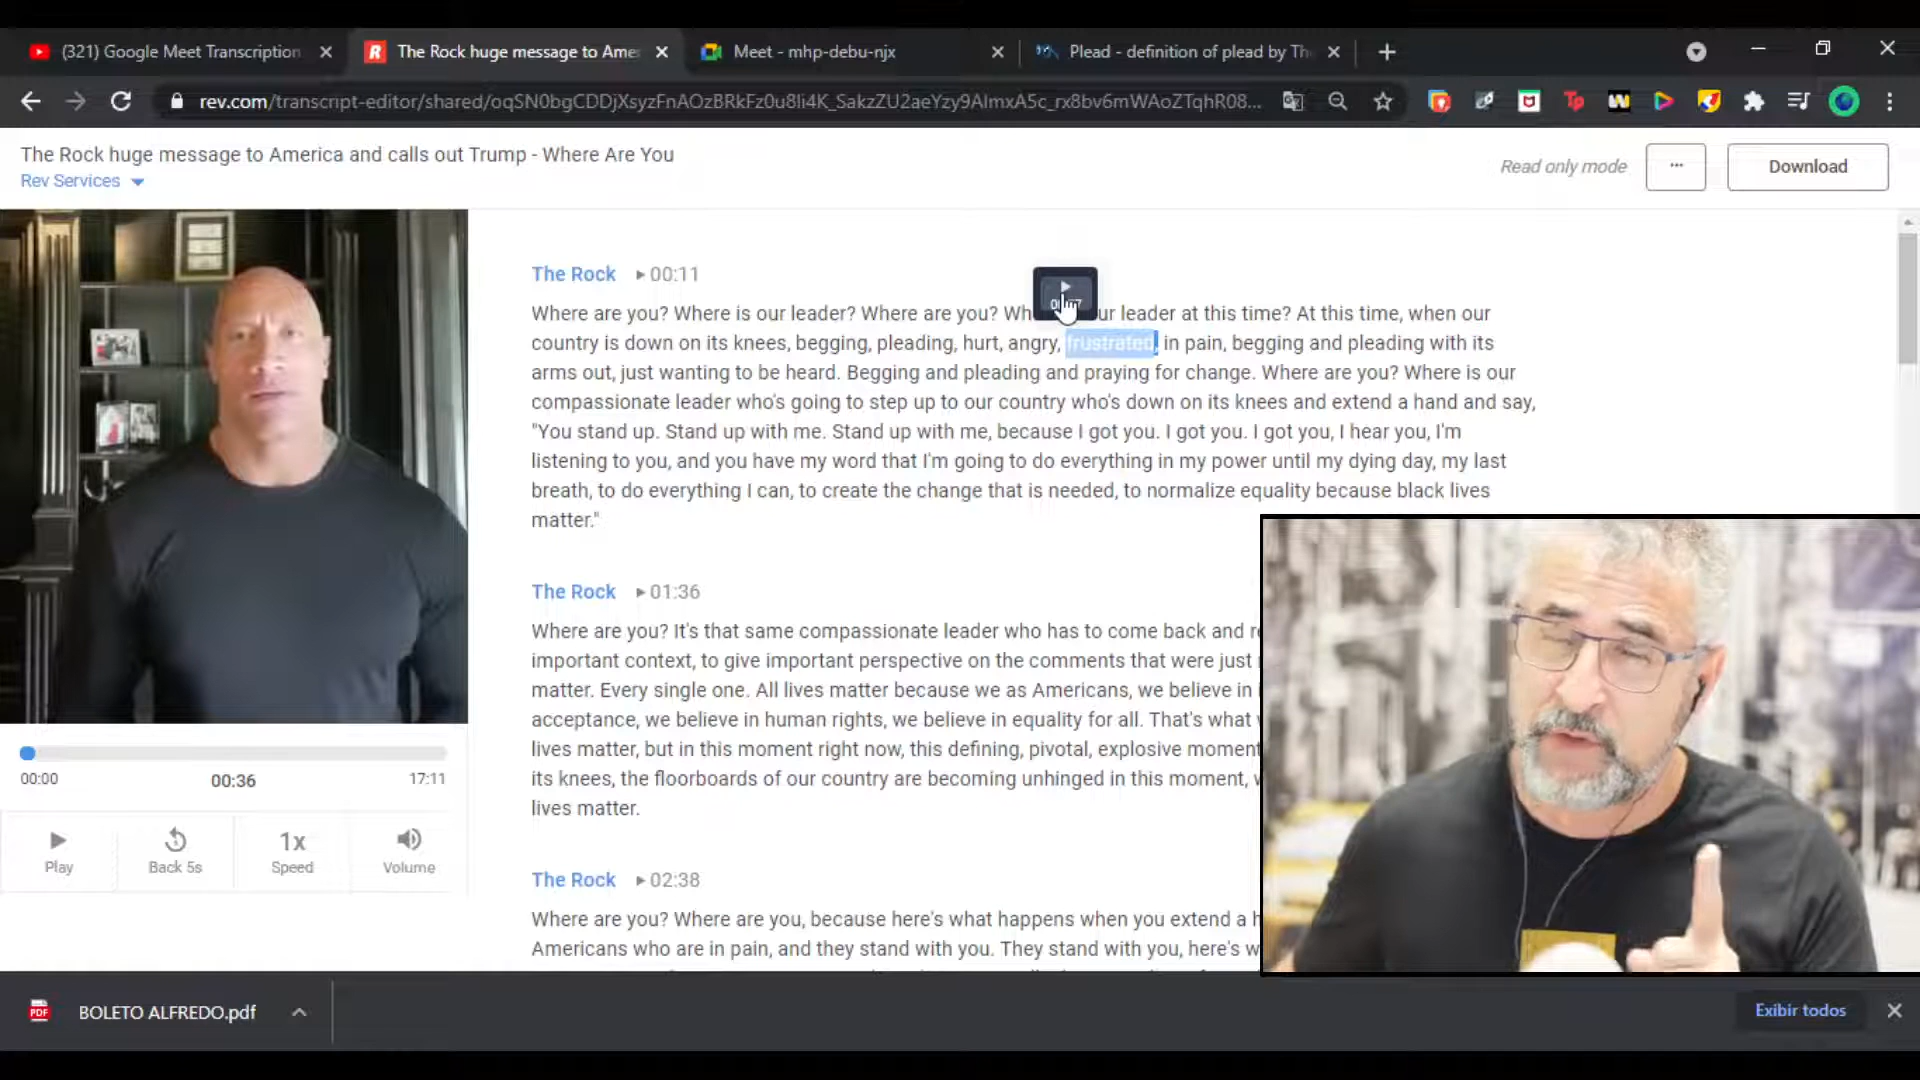 (321) Google Meet Transcription
The Rock huge message to Ame
Meet - mhp-debu-njx
Plead - definition of plead by Th
rev.com/transcript-editor/shared/oqSN0bgCDDjXsyzFnAOzBRkFz0u8li4K_SakzZU2aeYzy9AlmxA5c_rx8bv6mWAoZTqhR08...
The Rock huge message to America and calls out Trump - Where Are You
Rev Services
Read only mode
...
Download
The Rock 00:11
Where are you? Where is our leader? Where are you? Wh ur leader at this time? At this time, when our
country is down on its knees, begging, pleading, hurt, angry, frustrated, in pain, begging and pleading with its
arms out, just wanting to be heard. Begging and pleading and praying for change. Where are you? Where is our
compassionate leader who's going to step up to our country who's down on its knees and extend a hand and say,
"You stand up. Stand up with me. Stand up with me, because I got you. I got you. I got you, I hear you, I'm
listening to you, and you have my word that I'm going to do everything in my power until my dying day, my last
breath, to do everything I can, to create the change that is needed, to normalize equality because black lives
matter."
The Rock 01:36
Where are you? It's that same compassionate leader who has to come back and re
important context, to give important perspective on the comments that were just
matter. Every single one. All lives matter because we as Americans, we believe in
acceptance, we believe in human rights, we believe in equality for all. That's what
lives matter, but in this moment right now, this defining, pivotal, explosive moment
its knees, the floorboards of our country are becoming unhinged in this moment,
lives matter.
The Rock 02:38
Where are you? Where are you, because here's what happens when you extend a h
Americans who are in pain, and they stand with you. They stand with you, here's w
00:00
00:36
17:11
Play
Back 5s
1x
Speed
Volume
PDF
BOLETO ALFREDO.pdf
Exibir todos